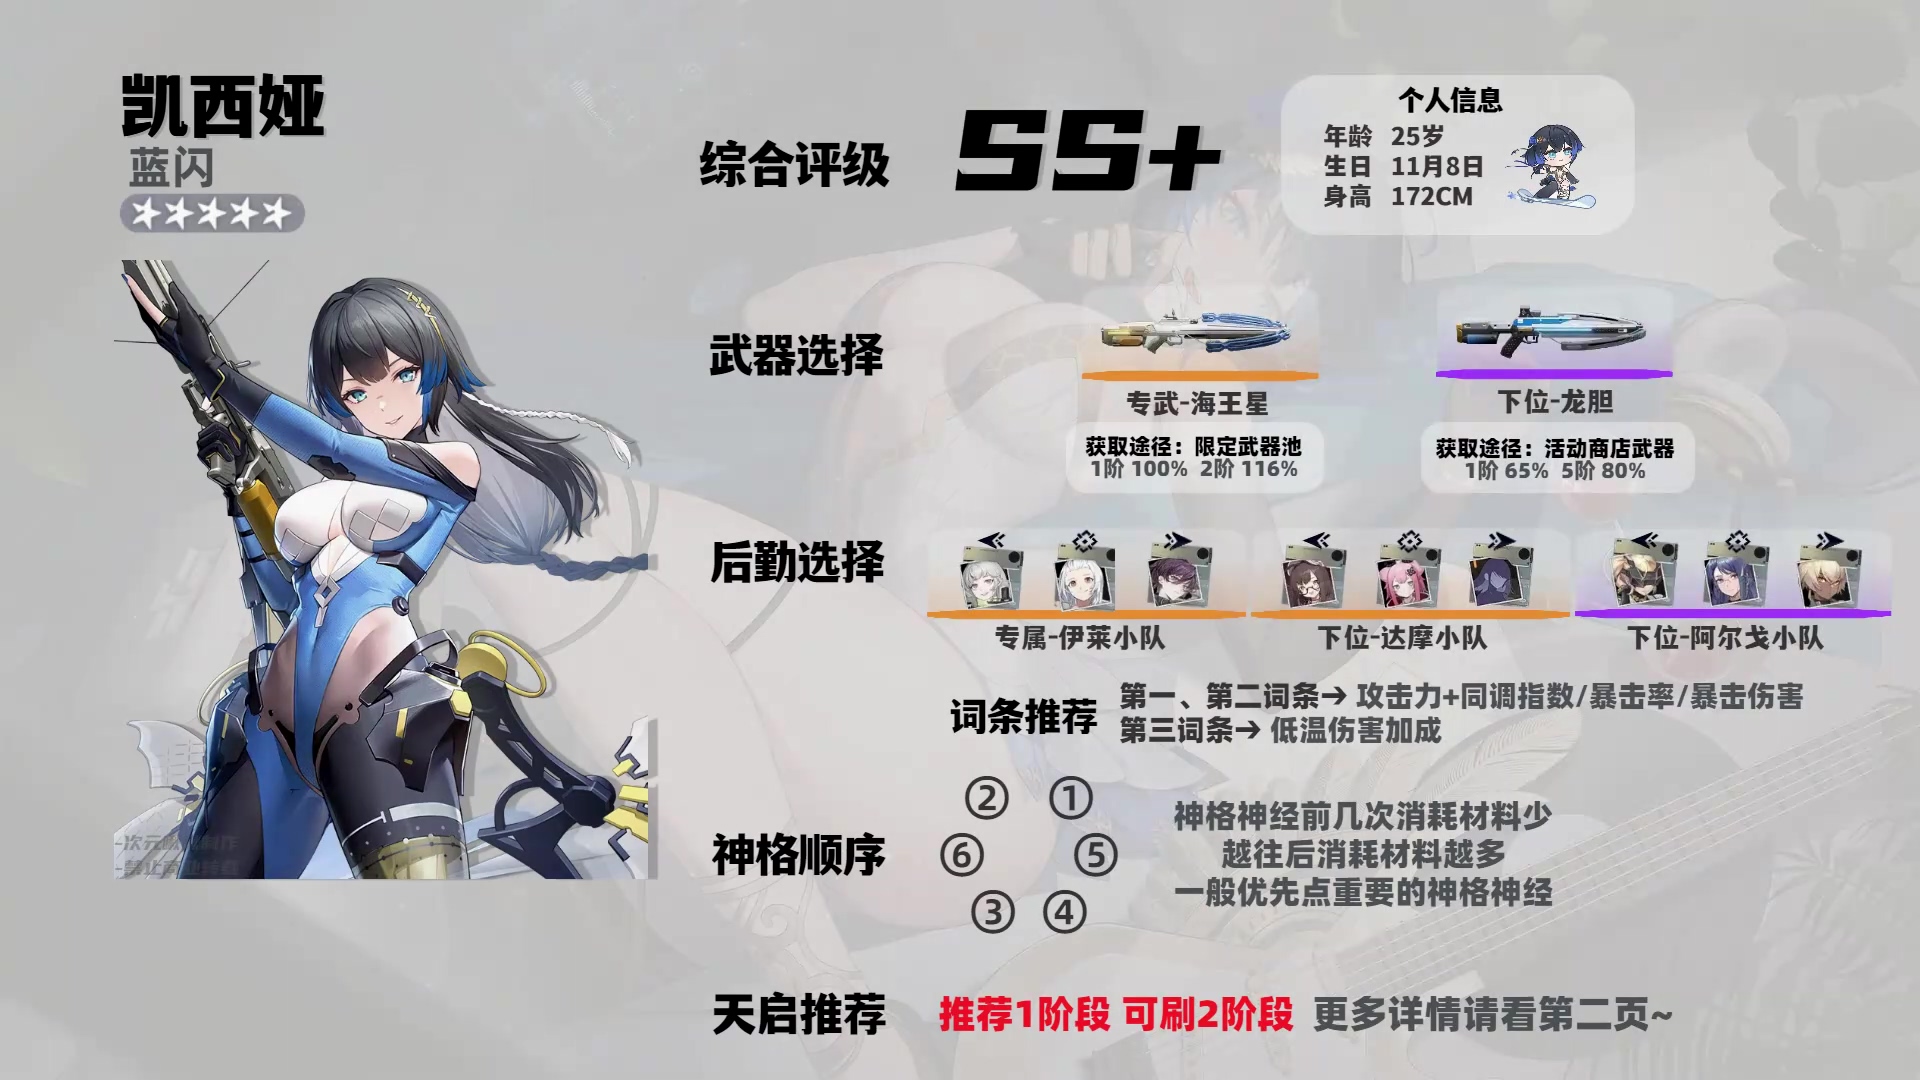 凯西娅
蓝闪
综合评级
SS+
个人信息
年龄 25岁
生日 11月8日
身高 172CM
武器选择
专武-海王星
获取途径：限定武器池
1阶 100% 2阶 116%
下位-龙胆
获取途径：活动商店武器
1阶 65% 5阶 80%
后勤选择
专属-伊莱小队
下位-达摩小队
下位-阿尔戈小队
词条推荐
第一、第二词条→ 攻击力+同调指数/暴击率/暴击伤害
第三词条→ 低温伤害加成
神格顺序
② ①
⑥ ⑤
③ ④
神格神经前几次消耗材料少
越往后消耗材料越多
一般优先点重要的神格神经
天启推荐
推荐1阶段 可刷2阶段 更多详情请看第二页~